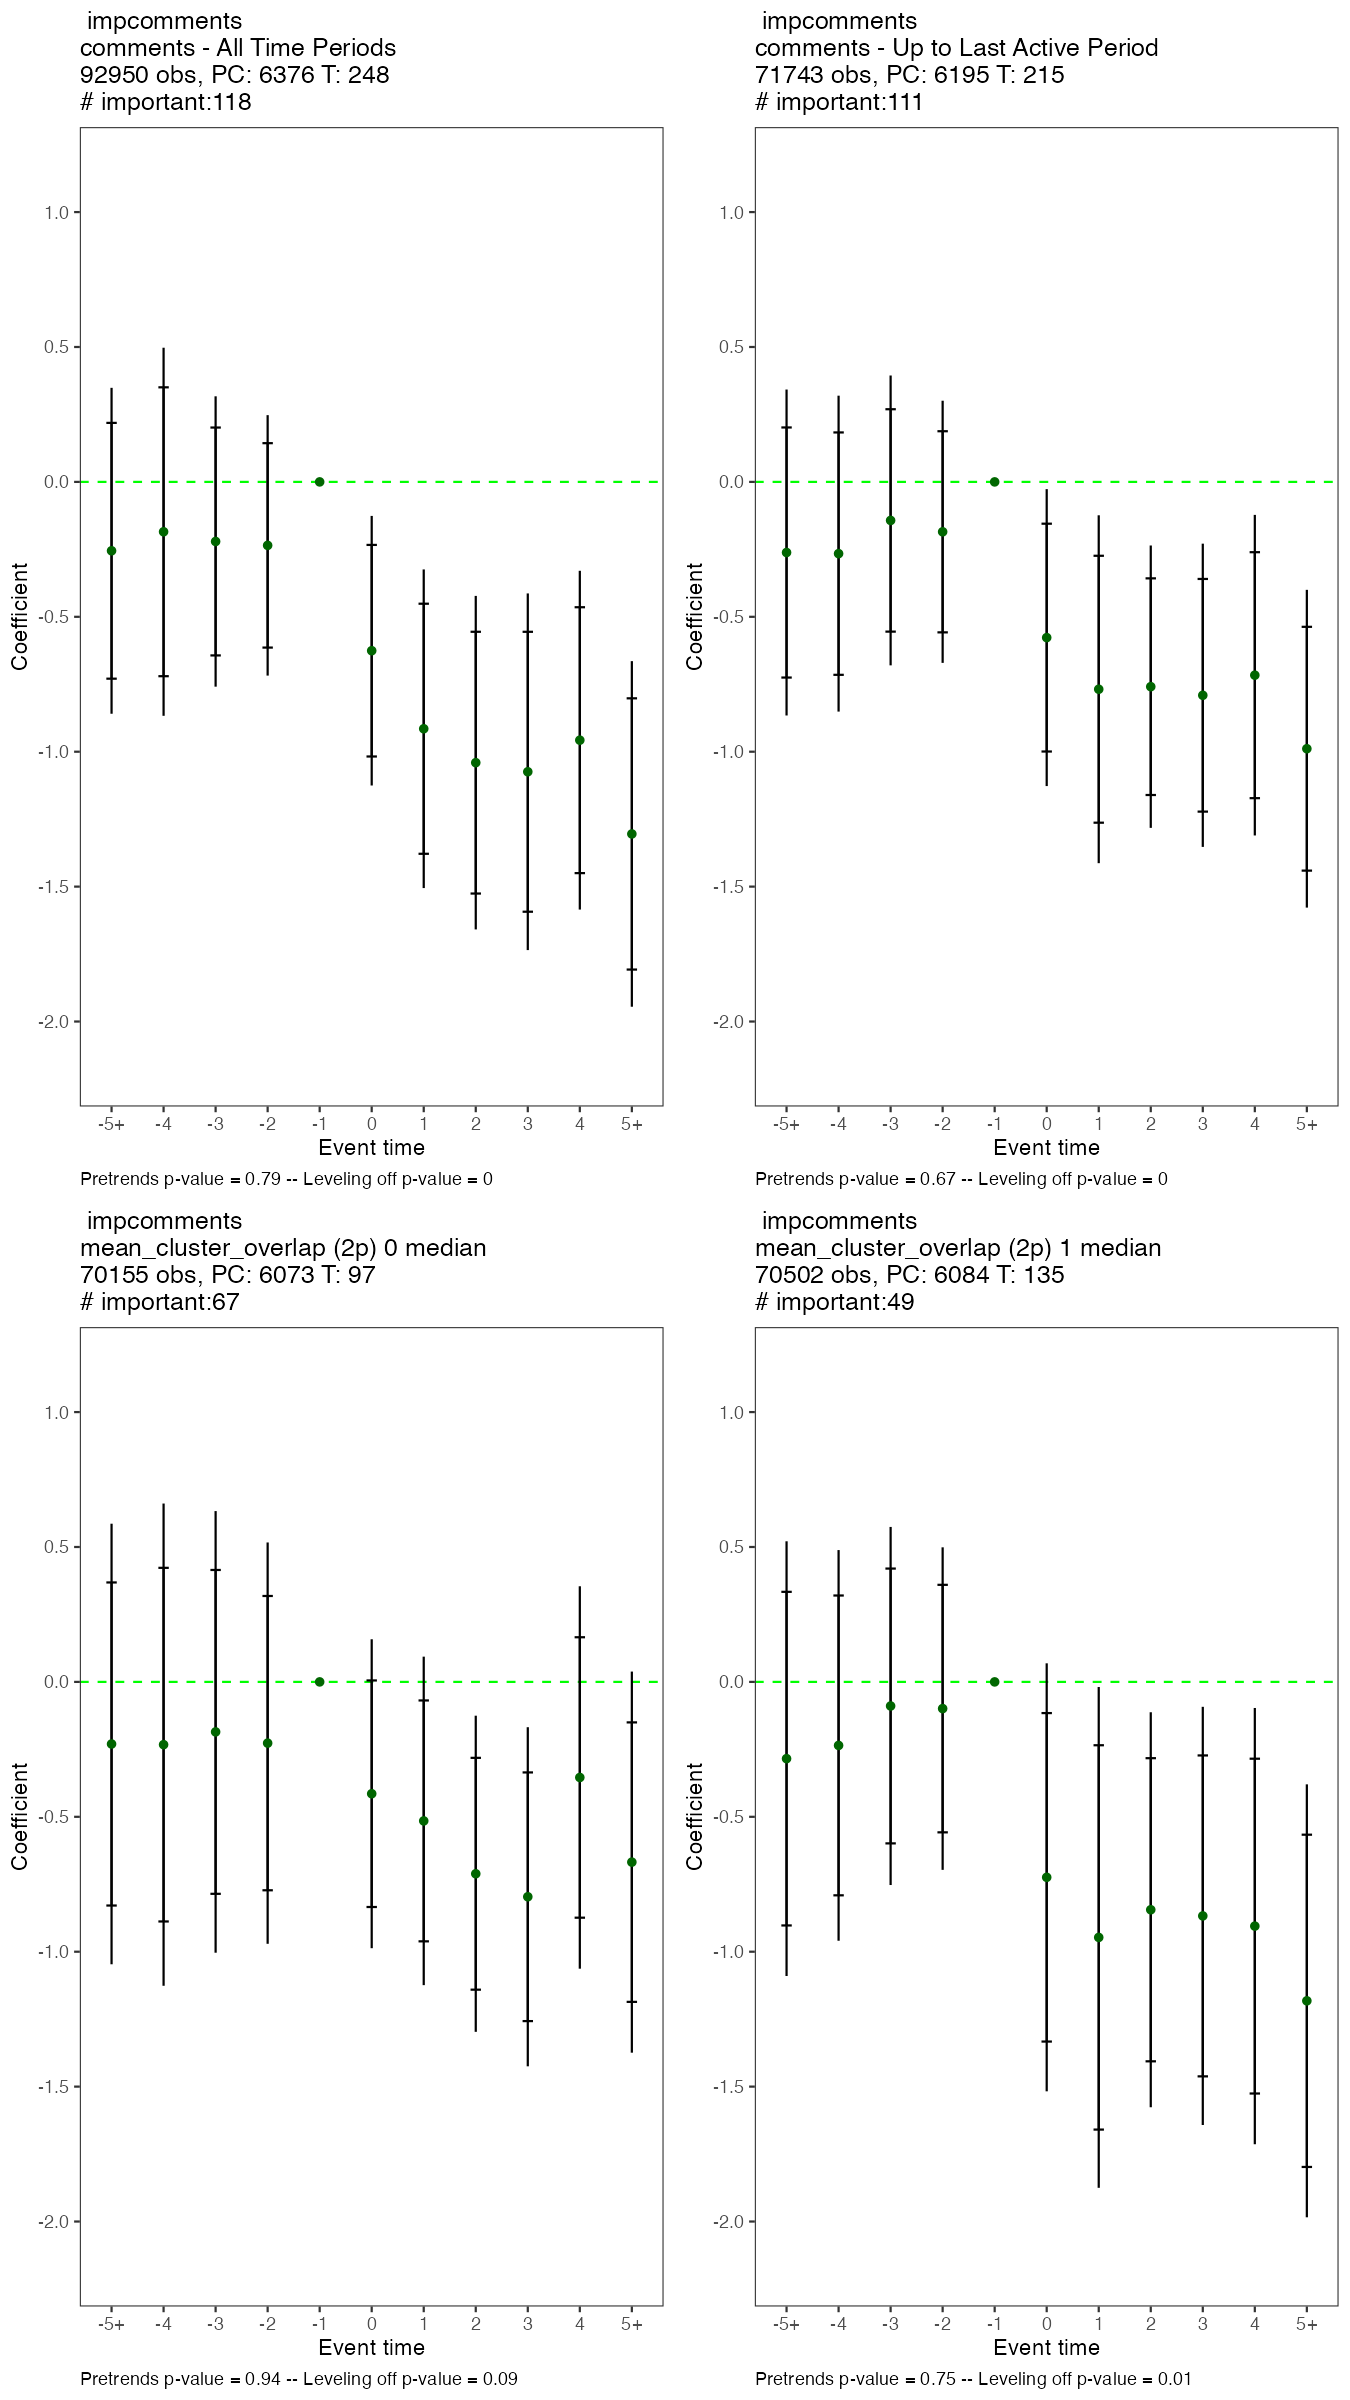 impcomments
comments - All Time Periods
92950 obs, PC: 6376 T: 248
# important:118
1.0
0.5
0.0
-0.5
-1.0
-1.5
-2.0
Coefficient
-5+ -4 -3 -2 -1 0 1 2 3 4 5+
Event time
Pretrends p-value = 0.79 -- Leveling off p-value = 0
impcomments
comments - Up to Last Active Period
71743 obs, PC: 6195 T: 215
# important:111
1.0
0.5
0.0
-0.5
-1.0
-1.5
-2.0
Coefficient
-5+ -4 -3 -2 -1 0 1 2 3 4 5+
Event time
Pretrends p-value = 0.67 -- Leveling off p-value = 0
impcomments
mean_cluster_overlap (2p) 0 median
70155 obs, PC: 6073 T: 97
# important:67
1.0
0.5
0.0
-0.5
-1.0
-1.5
-2.0
Coefficient
-5+ -4 -3 -2 -1 0 1 2 3 4 5+
Event time
Pretrends p-value = 0.94 -- Leveling off p-value = 0.09
impcomments
mean_cluster_overlap (2p) 1 median
70502 obs, PC: 6084 T: 135
# important:49
1.0
0.5
0.0
-0.5
-1.0
-1.5
-2.0
Coefficient
-5+ -4 -3 -2 -1 0 1 2 3 4 5+
Event time
Pretrends p-value = 0.75 -- Leveling off p-value = 0.01